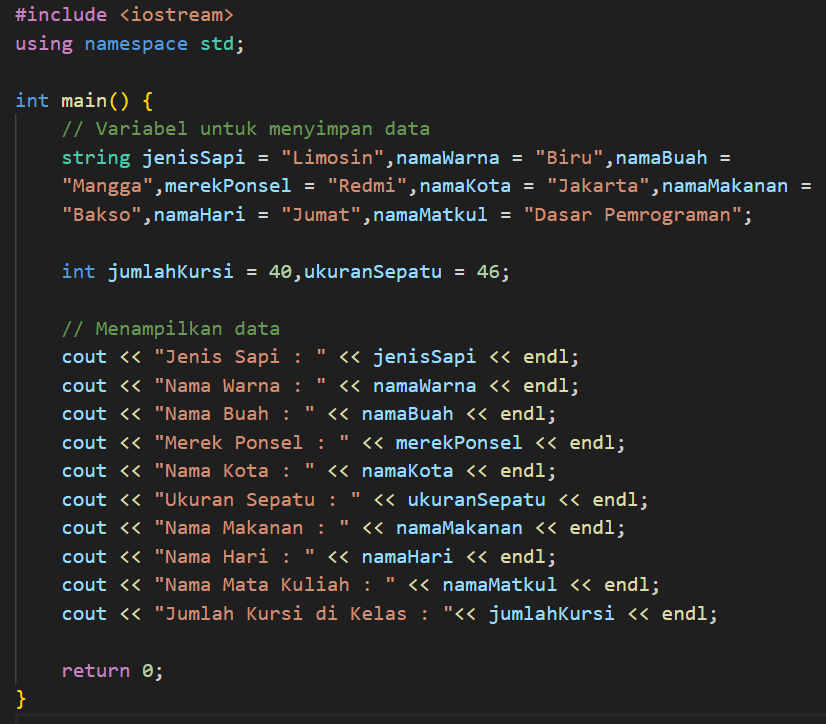 #include <iostream>
using namespace std;
int main() {
// Variabel untuk menyimpan data
string jenisSapi = "Limosin",namaWarna = "Biru",namaBuah =
"Mangga",merekPonsel = "Redmi",namaKota = "Jakarta",namaMakanan =
"Bakso",namaHari = "Jumat",namaMatkul = "Dasar Pemrograman";
int jumlahKursi = 40,ukuranSepatu = 46;
// Menampilkan data
cout << "Jenis Sapi : " << jenisSapi << endl;
cout << "Nama Warna : " << namaWarna << endl;
cout << "Nama Buah : " << namaBuah << endl;
cout << "Merek Ponsel : " << merekPonsel << endl;
cout << "Nama Kota : " << namaKota << endl;
cout << "Ukuran Sepatu : " << ukuranSepatu << endl;
cout << "Nama Makanan : " << namaMakanan << endl;
cout << "Nama Hari : " << namaHari << endl;
cout << "Nama Mata Kuliah : " << namaMatkul << endl;
cout << "Jumlah Kursi di Kelas : "<< jumlahKursi << endl;
return 0;
}